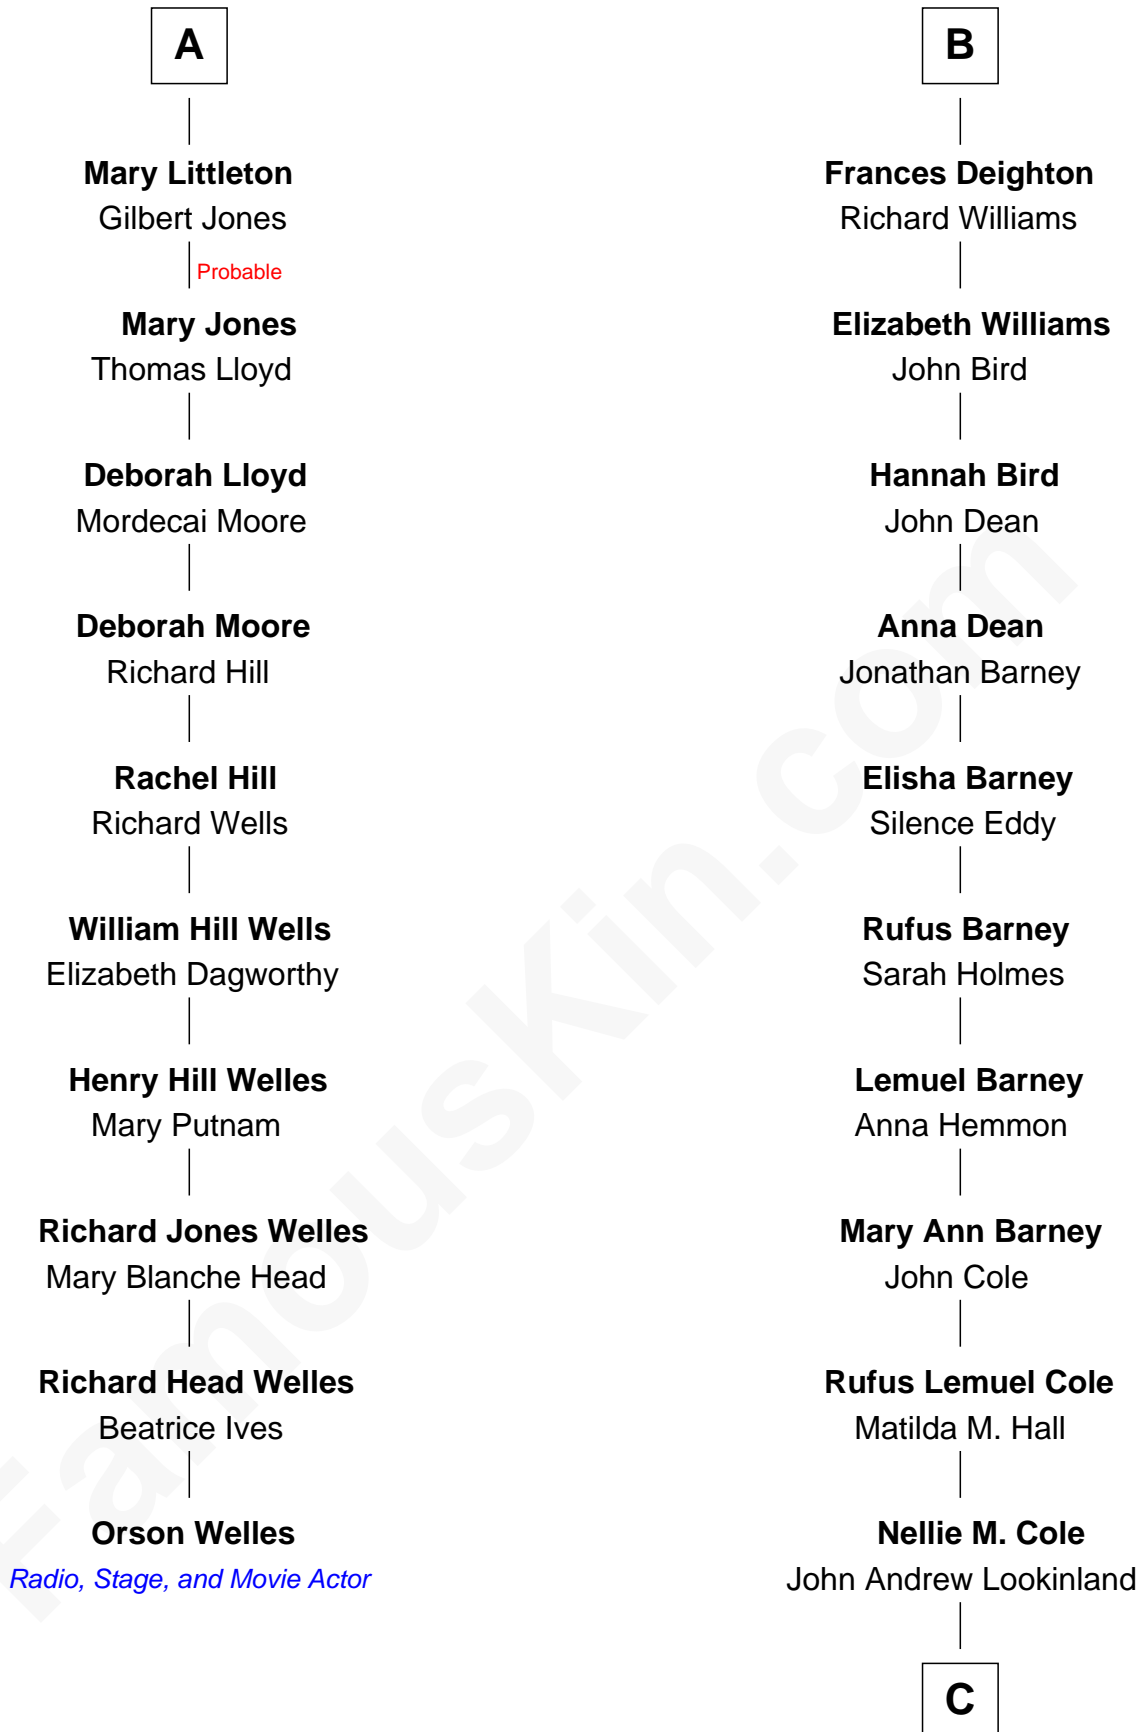 A
Mary Littleton
Gilbert Jones
Probable
Mary Jones
Thomas Lloyd
Deborah Lloyd
Mordecai Moore
Deborah Moore
Richard Hill
Rachel Hill
Richard Wells
William Hill Wells
Elizabeth Dagworthy
Henry Hill Welles
Mary Putnam
Richard Jones Welles
Mary Blanche Head
Richard Head Welles
Beatrice Ives
Orson Welles
Radio, Stage, and Movie Actor
B
Frances Deighton
Richard Williams
Elizabeth Williams
John Bird
Hannah Bird
John Dean
Anna Dean
Jonathan Barney
Elisha Barney
Silence Eddy
Rufus Barney
Sarah Holmes
Lemuel Barney
Anna Hemmon
Mary Ann Barney
John Cole
Rufus Lemuel Cole
Matilda M. Hall
Nellie M. Cole
John Andrew Lookinland
C
FamousKin.com